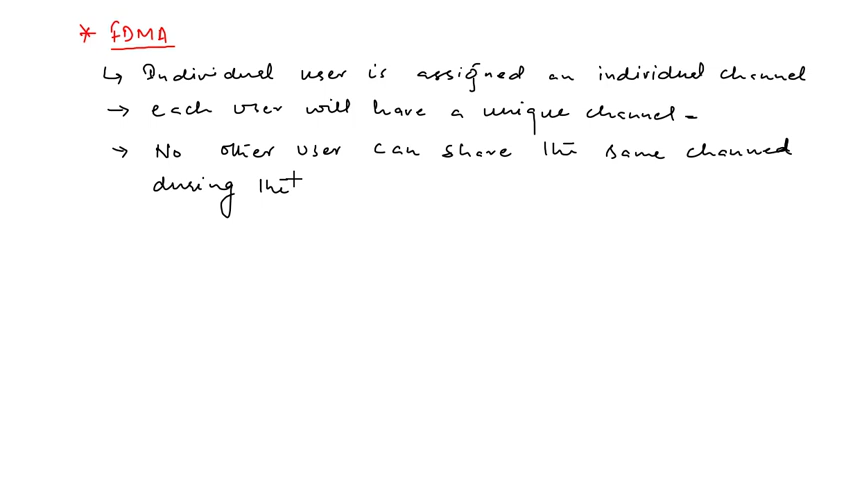 * FDMA
↳ Individual user is assigned an individual channel
→ each user will have a unique channel -
→ No other user can share the same channel
during the